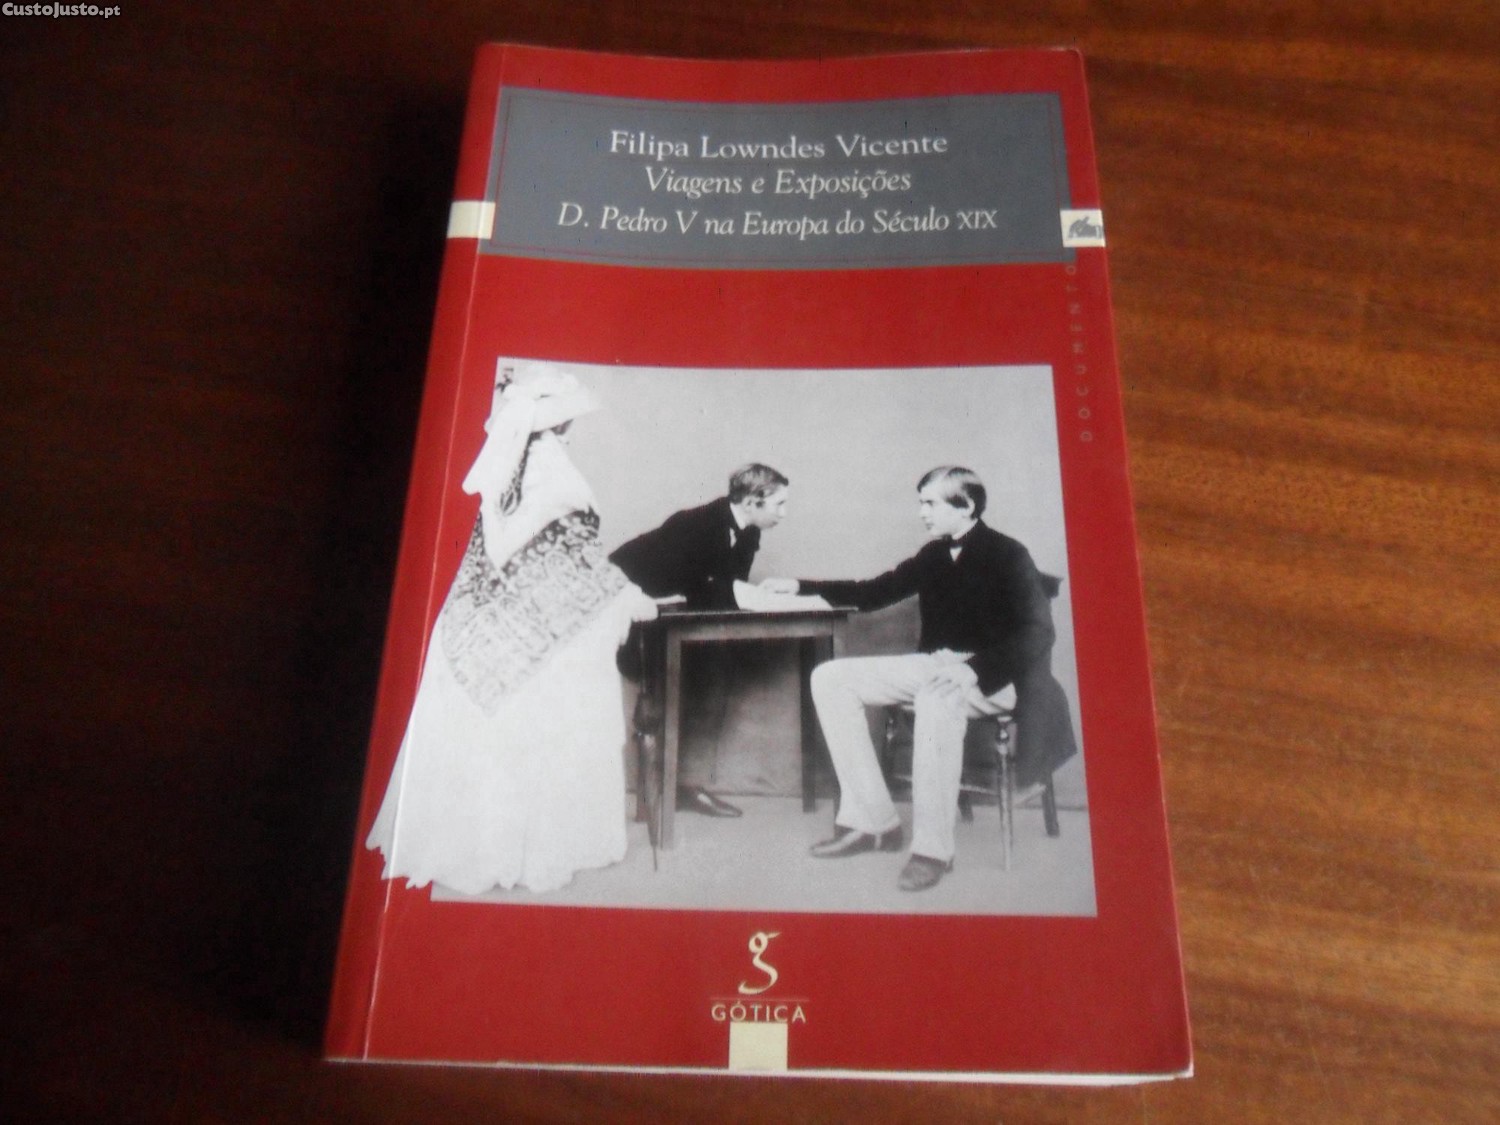 CustoJusto.pt
Filipa Lowndes Vicente
Viagens e Exposições
D. Pedro V na Europa do Século XIX
DOCUMENTO
g
GÓTICA